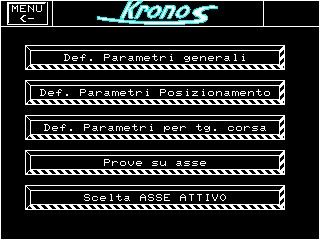 MENU
<-
Kronos
Def. Parametri generali
Def. Parametri Posizionamento
Def. Parametri per tg. corsa
Prove su asse
Scelta ASSE ATTIVO